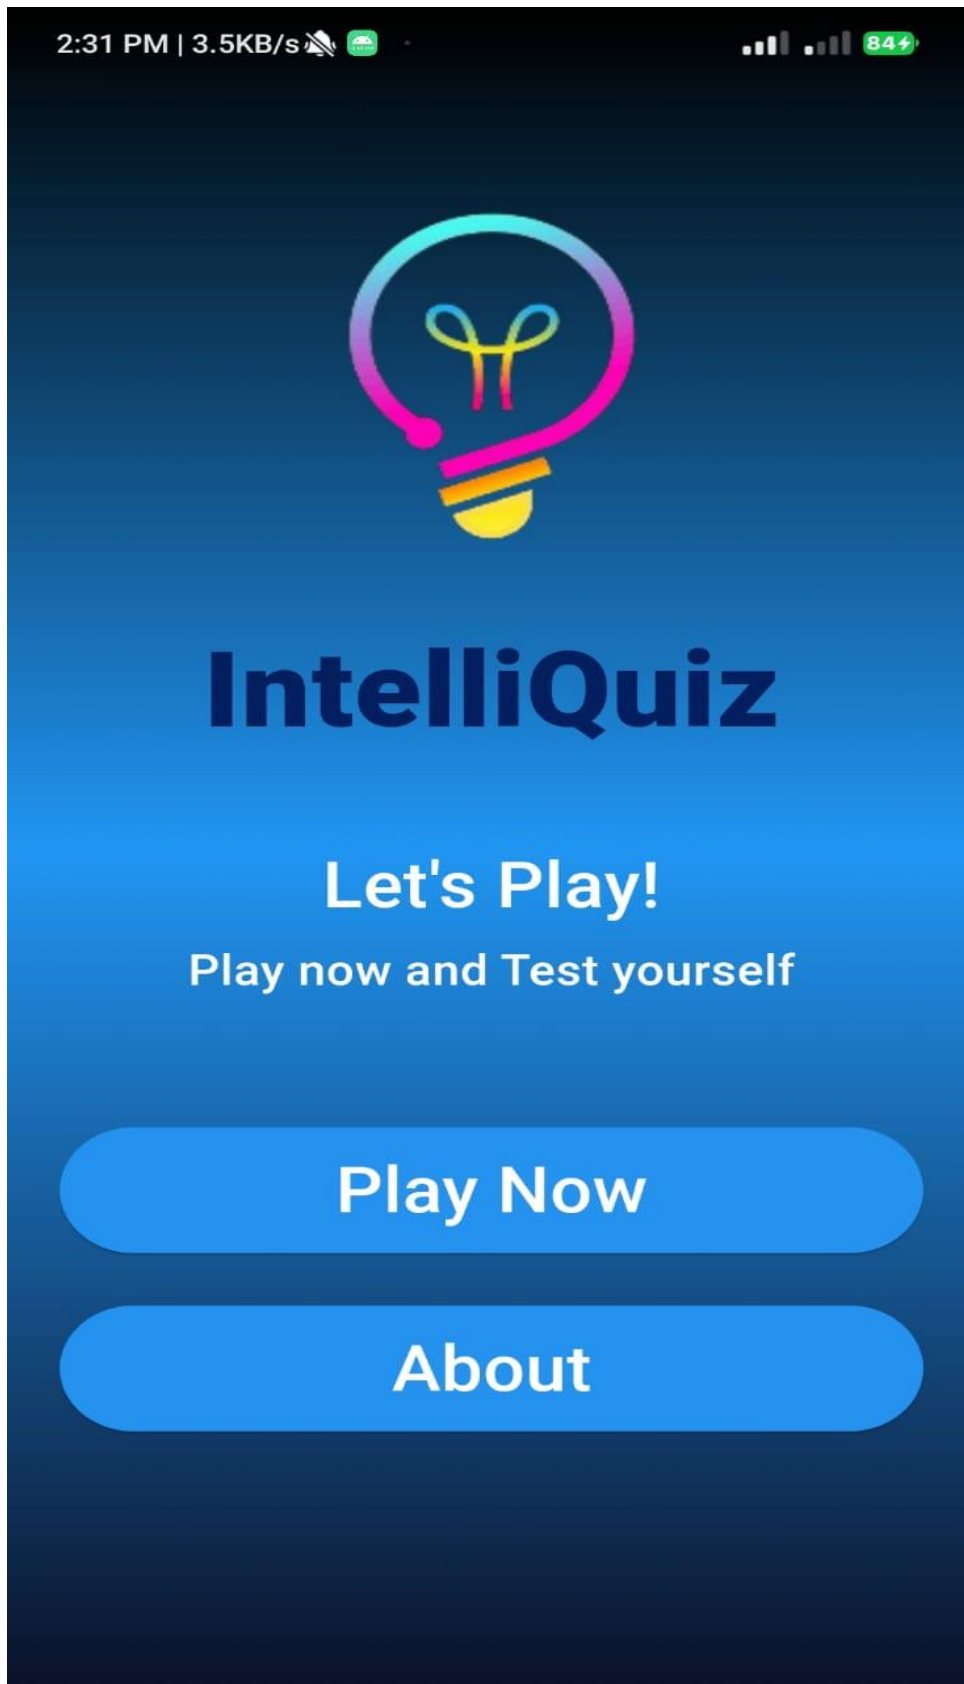 2:31 PM | 3.5KB/s 84
IntelliQuiz
Let's Play!
Play now and Test yourself
Play Now
About